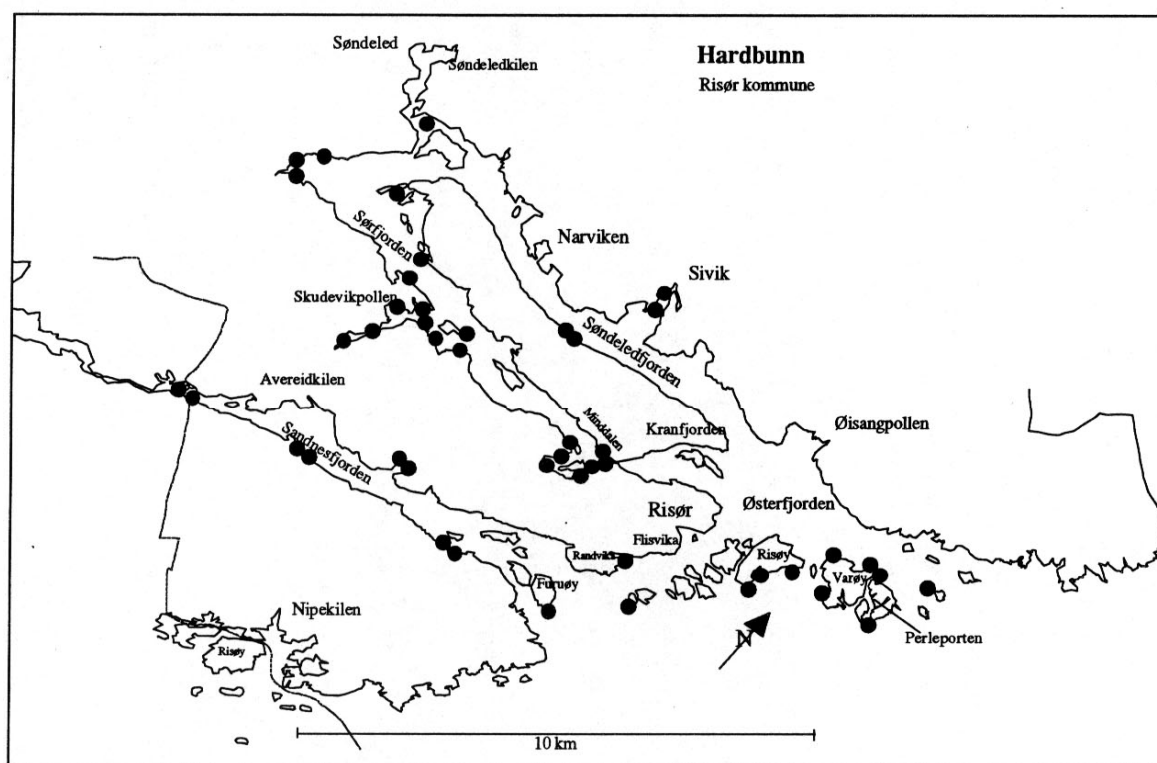 Søndeled
Søndeledkilen
Hardbunn
Risør kommune
Sørfjorden
Narviken
Sivik
Skudevikpollen
Søndeledfjorden
Avereidkilen
Sandnesfjorden
Minddalen
Kranfjorden
Øisangpollen
Risør
Østerfjorden
Flisvika
Randvika
Risøy
Varøy
Furuøy
Nipekilen
Risøy
N
Perleporten
10 km